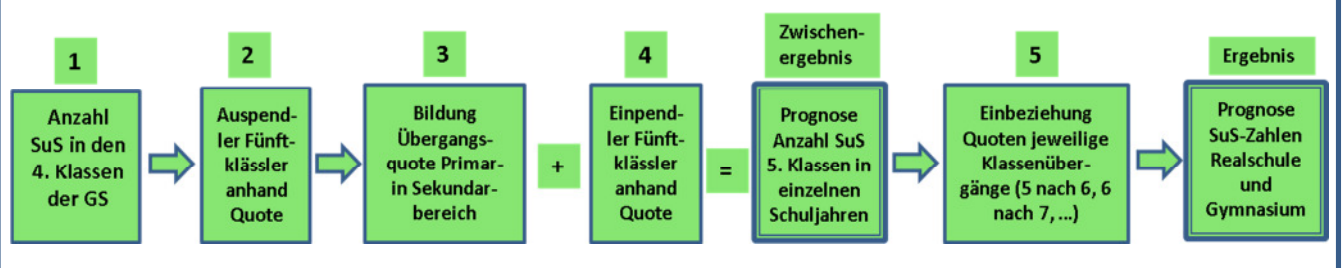 1
Anzahl
SuS in den
4. Klassen
der GS
2
Auspend-
ler Fünft-
klässler
anhand
Quote
3
Bildung
Übergangs-
quote Primar-
in Sekundar-
bereich
+
4
Einpend-
ler Fünft-
klässler
anhand
Quote
=
Zwischen-
ergebnis
Prognose
Anzahl SuS
5. Klassen in
einzelnen
Schuljahren
5
Einbeziehung
Quoten jeweilige
Klassenüber-
gänge (5 nach 6, 6
nach 7, ...)
Ergebnis
Prognose
SuS-Zahlen
Realschule
und
Gymnasium